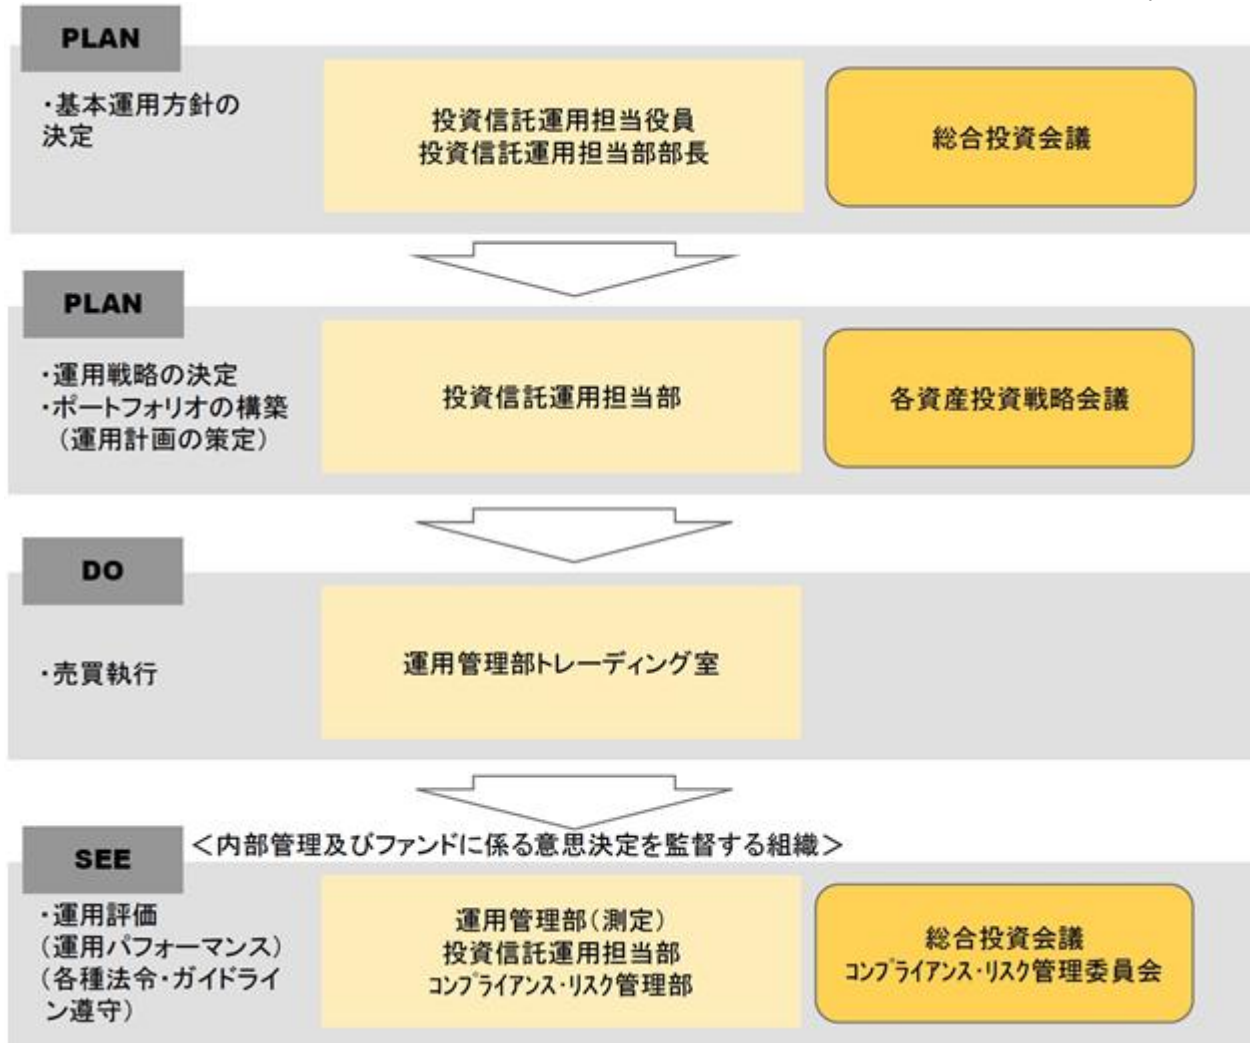 PLAN
・基本運用方針の
決定
投資信託運用担当役員
投資信託運用担当部部長
総合投資会議
PLAN
・運用戦略の決定
・ポートフォリオの構築
（運用計画の策定）
投資信託運用担当部
各資産投資戦略会議
DO
・売買執行
運用管理部トレーディング室
SEE
＜内部管理及びファンドに係る意思決定を監督する組織＞
・運用評価
（運用パフォーマンス）
（各種法令・ガイドライ
ン遵守）
運用管理部（測定）
投資信託運用担当部
ｺﾝﾌﾟﾗｲｱﾝｽ･ﾘｽｸ管理部
総合投資会議
ｺﾝﾌﾟﾗｲｱﾝｽ･ﾘｽｸ管理委員会